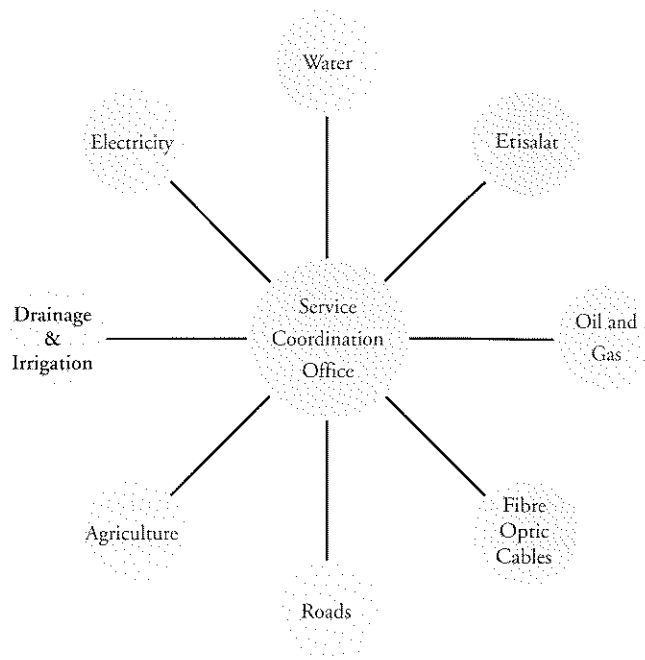 Water
Electricity
Etisalat
Drainage
&
Irrigation
Service
Coordination
Office
Oil and
Gas
Agriculture
Fibre
Optic
Cables
Roads